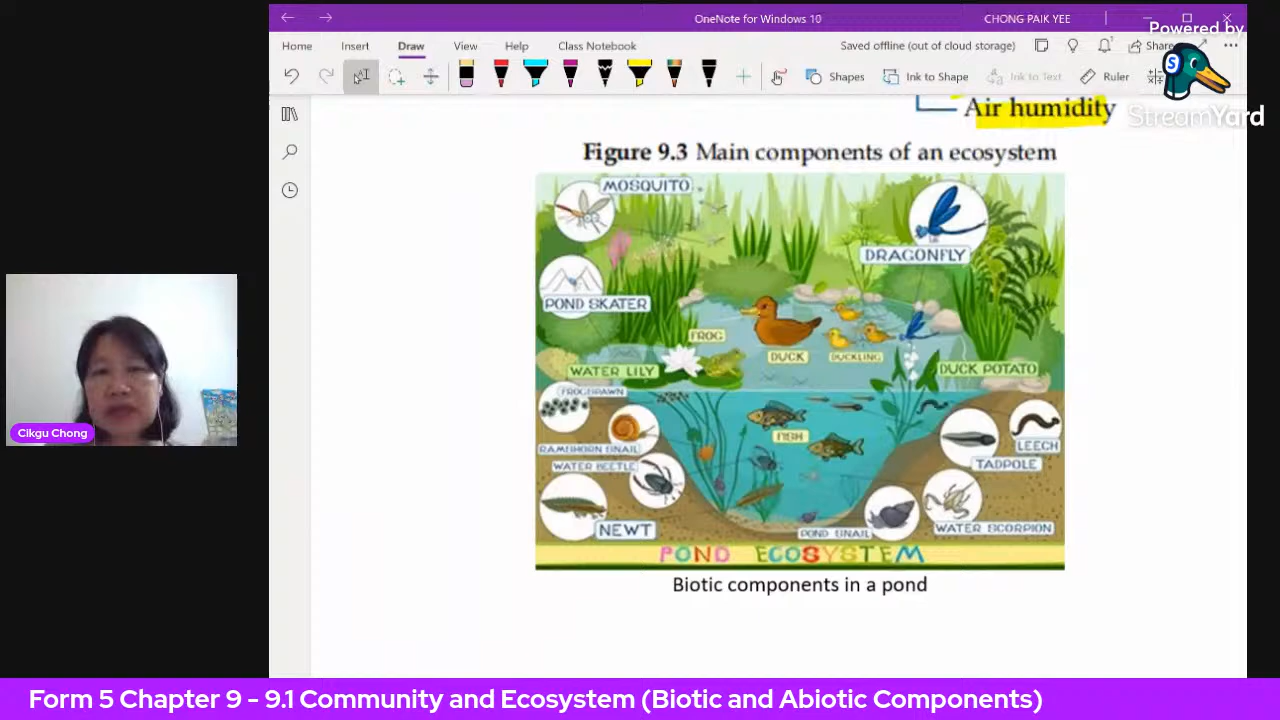 OneNote for Windows 10
CHONG PAIK YEE
Powered by
Home Insert Draw View Help Class Notebook
Saved offline (out of cloud storage)
Share
Ink to Shape
Shapes
Ink to Text
Ruler
StreamYard
Air humidity
Figure 9.3 Main components of an ecosystem
MOSQUITO
DRAGONFLY
POND SKATER
FROG
DUCK
DUCKLING
WATER LILY
DUCK POTATO
FROGSPAWN
FISH
LEECH
RAMSHORN SNAIL
TADPOLE
WATER BEETLE
NEWT
POND SNAIL
WATER SCORPION
POND ECOSYSTEM
Biotic components in a pond
Cikgu Chong
Form 5 Chapter 9 - 9.1 Community and Ecosystem (Biotic and Abiotic Components)